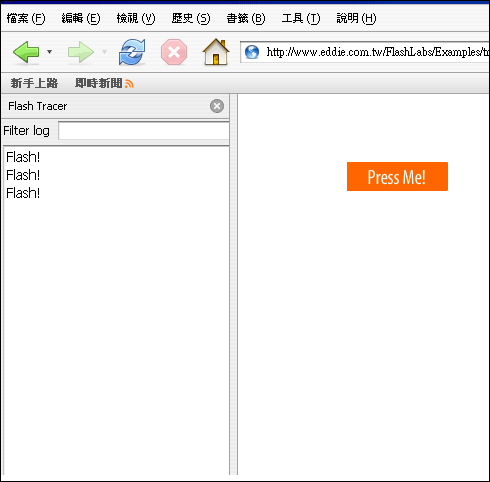 檔案(F) 編輯(E) 檢視(V) 歷史(S) 書籤(B) 工具(T) 說明(H)
http://www.eddie.com.tw/FlashLabs/Examples/tr
新手上路 即時新聞
Flash Tracer
Filter log
Flash!
Flash!
Flash!
Press Me!